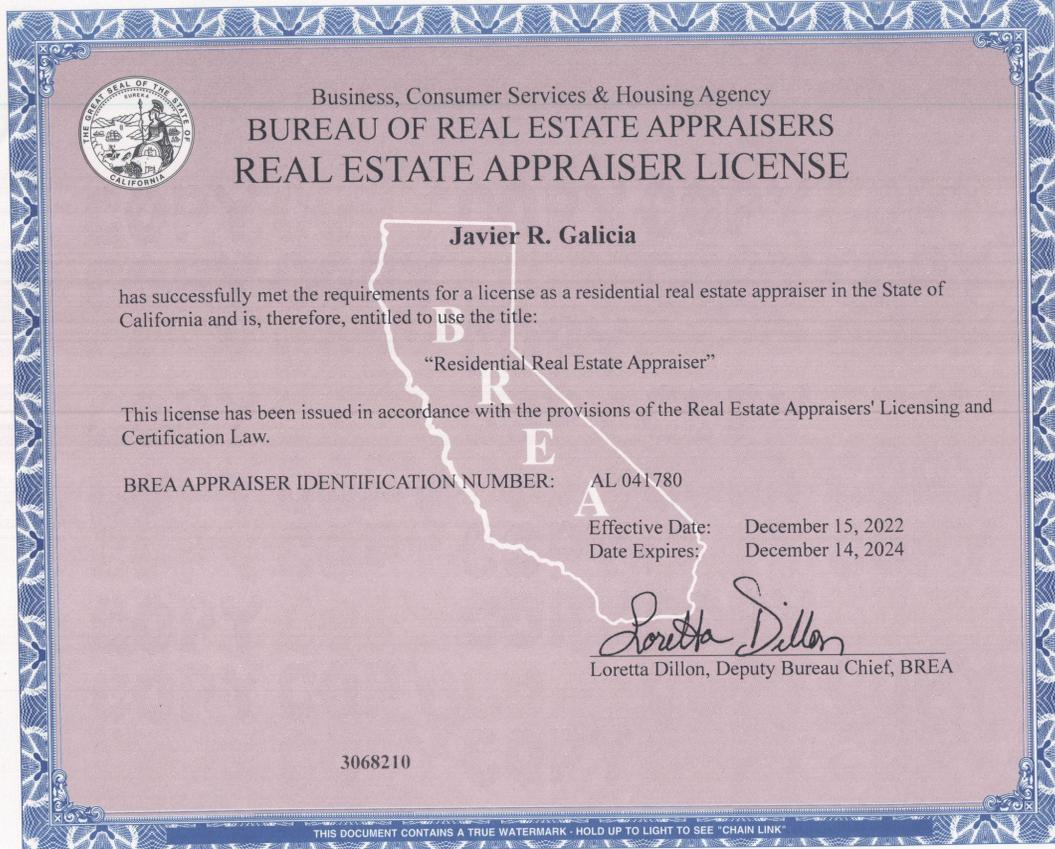 THE GREAT SEAL OF THE STATE OF CALIFORNIA
EUREKA
Business, Consumer Services & Housing Agency
BUREAU OF REAL ESTATE APPRAISERS
REAL ESTATE APPRAISER LICENSE
Javier R. Galicia
has successfully met the requirements for a license as a residential real estate appraiser in the State of
California and is, therefore, entitled to use the title:
B
“Residential Real Estate Appraiser”
R
This license has been issued in accordance with the provisions of the Real Estate Appraisers' Licensing and
Certification Law.
E
BREA APPRAISER IDENTIFICATION NUMBER: AL 041780
A
Effective Date: December 15, 2022
Date Expires: December 14, 2024
Loretta Dillon
Loretta Dillon, Deputy Bureau Chief, BREA
3068210
THIS DOCUMENT CONTAINS A TRUE WATERMARK - HOLD UP TO LIGHT TO SEE "CHAIN LINK"